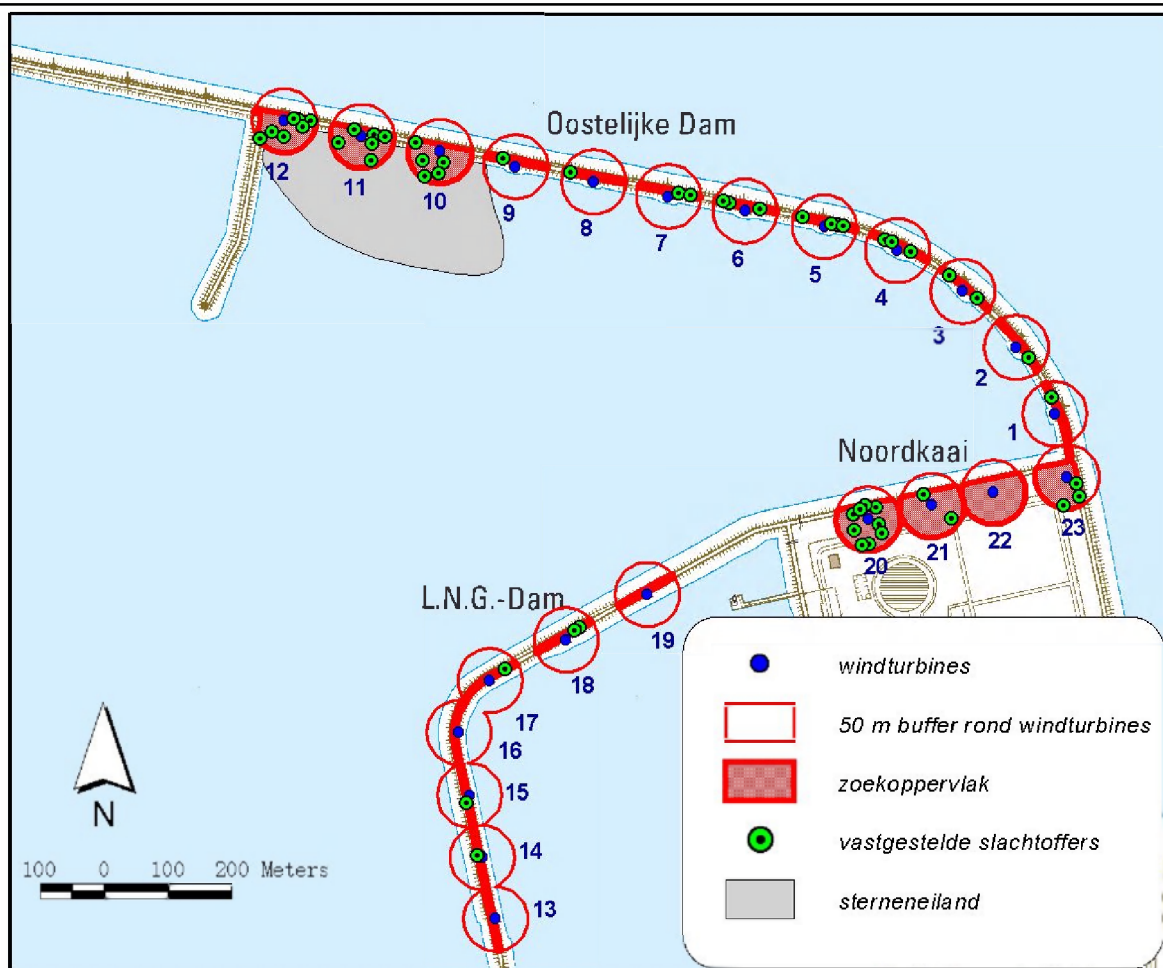 Oostelijke Dam
12
11
10
9
8
7
6
5
4
3
2
1
Noordkaai
20
21
22
23
L.N.G.-Dam
19
18
17
16
15
14
13
N
100 0 100 200 Meters
windturbines
50 m buffer rond windturbines
zoekoppervlak
vastgestelde slachtoffers
sterneneiland